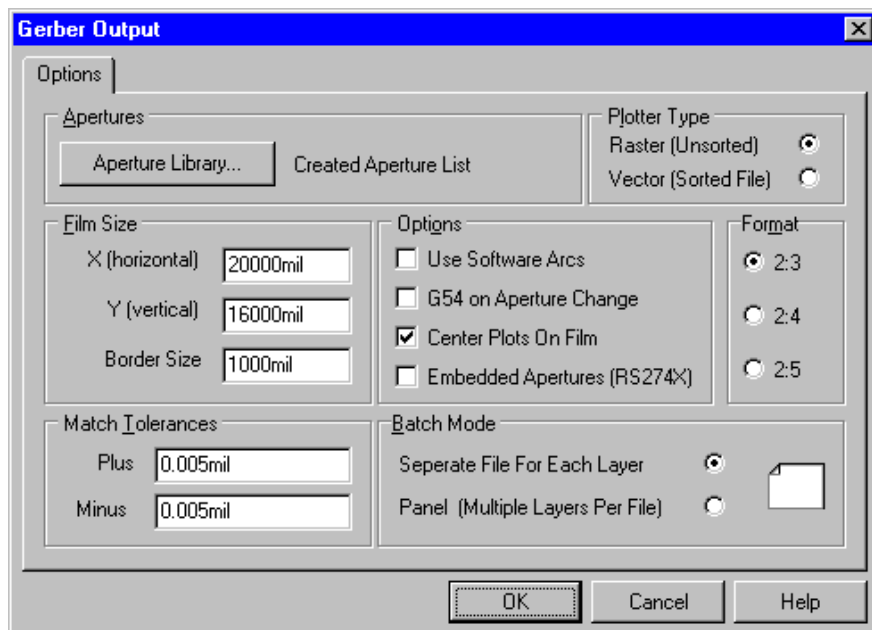 Gerber Output
Options
Apertures
Aperture Library...
Created Aperture List
Plotter Type
Raster (Unsorted)
Vector (Sorted File)
Film Size
X (horizontal)
20000mil
Y (vertical)
16000mil
Border Size
1000mil
Options
Use Software Arcs
G54 on Aperture Change
Center Plots On Film
Embedded Apertures (RS274X)
Format
2:3
2:4
2:5
Match Tolerances
Plus
0.005mil
Minus
0.005mil
Batch Mode
Seperate File For Each Layer
Panel (Multiple Layers Per File)
OK
Cancel
Help